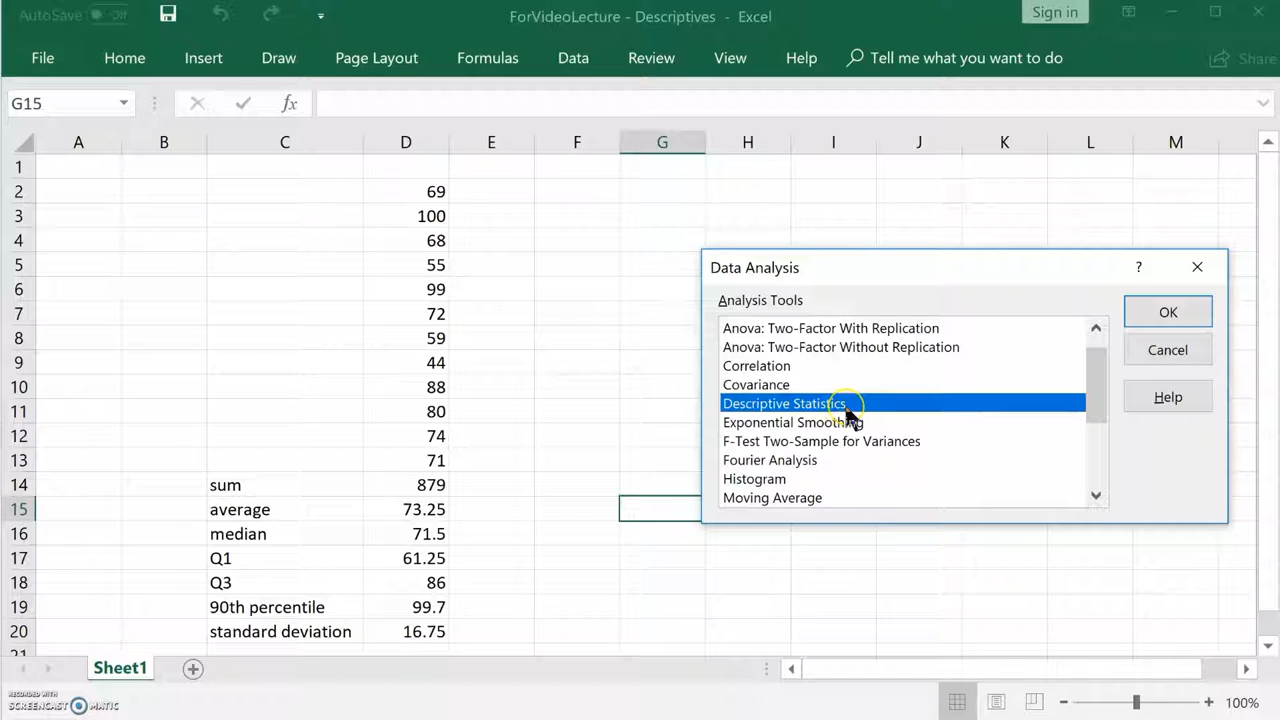 AutoSave Off ForVideoLecture - Descriptives - Excel Sign in
File Home Insert Draw Page Layout Formulas Data Review View Help Tell me what you want to do Share
G15 fx
A B C D E F G H I J K L M
1
2 69
3 100
4 68
5 55
6 99
7 72
8 59
9 44
10 88
11 80
12 74
13 71
14 sum 879
15 average 73.25
16 median 71.5
17 Q1 61.25
18 Q3 86
19 90th percentile 99.7
20 standard deviation 16.75
21
Data Analysis ?
Analysis Tools
Anova: Two-Factor With Replication
Anova: Two-Factor Without Replication
Correlation
Covariance
Descriptive Statistics
Exponential Smoothing
F-Test Two-Sample for Variances
Fourier Analysis
Histogram
Moving Average
OK
Cancel
Help
Sheet1
RECORDED WITH
SCREENCAST MATIC
100%